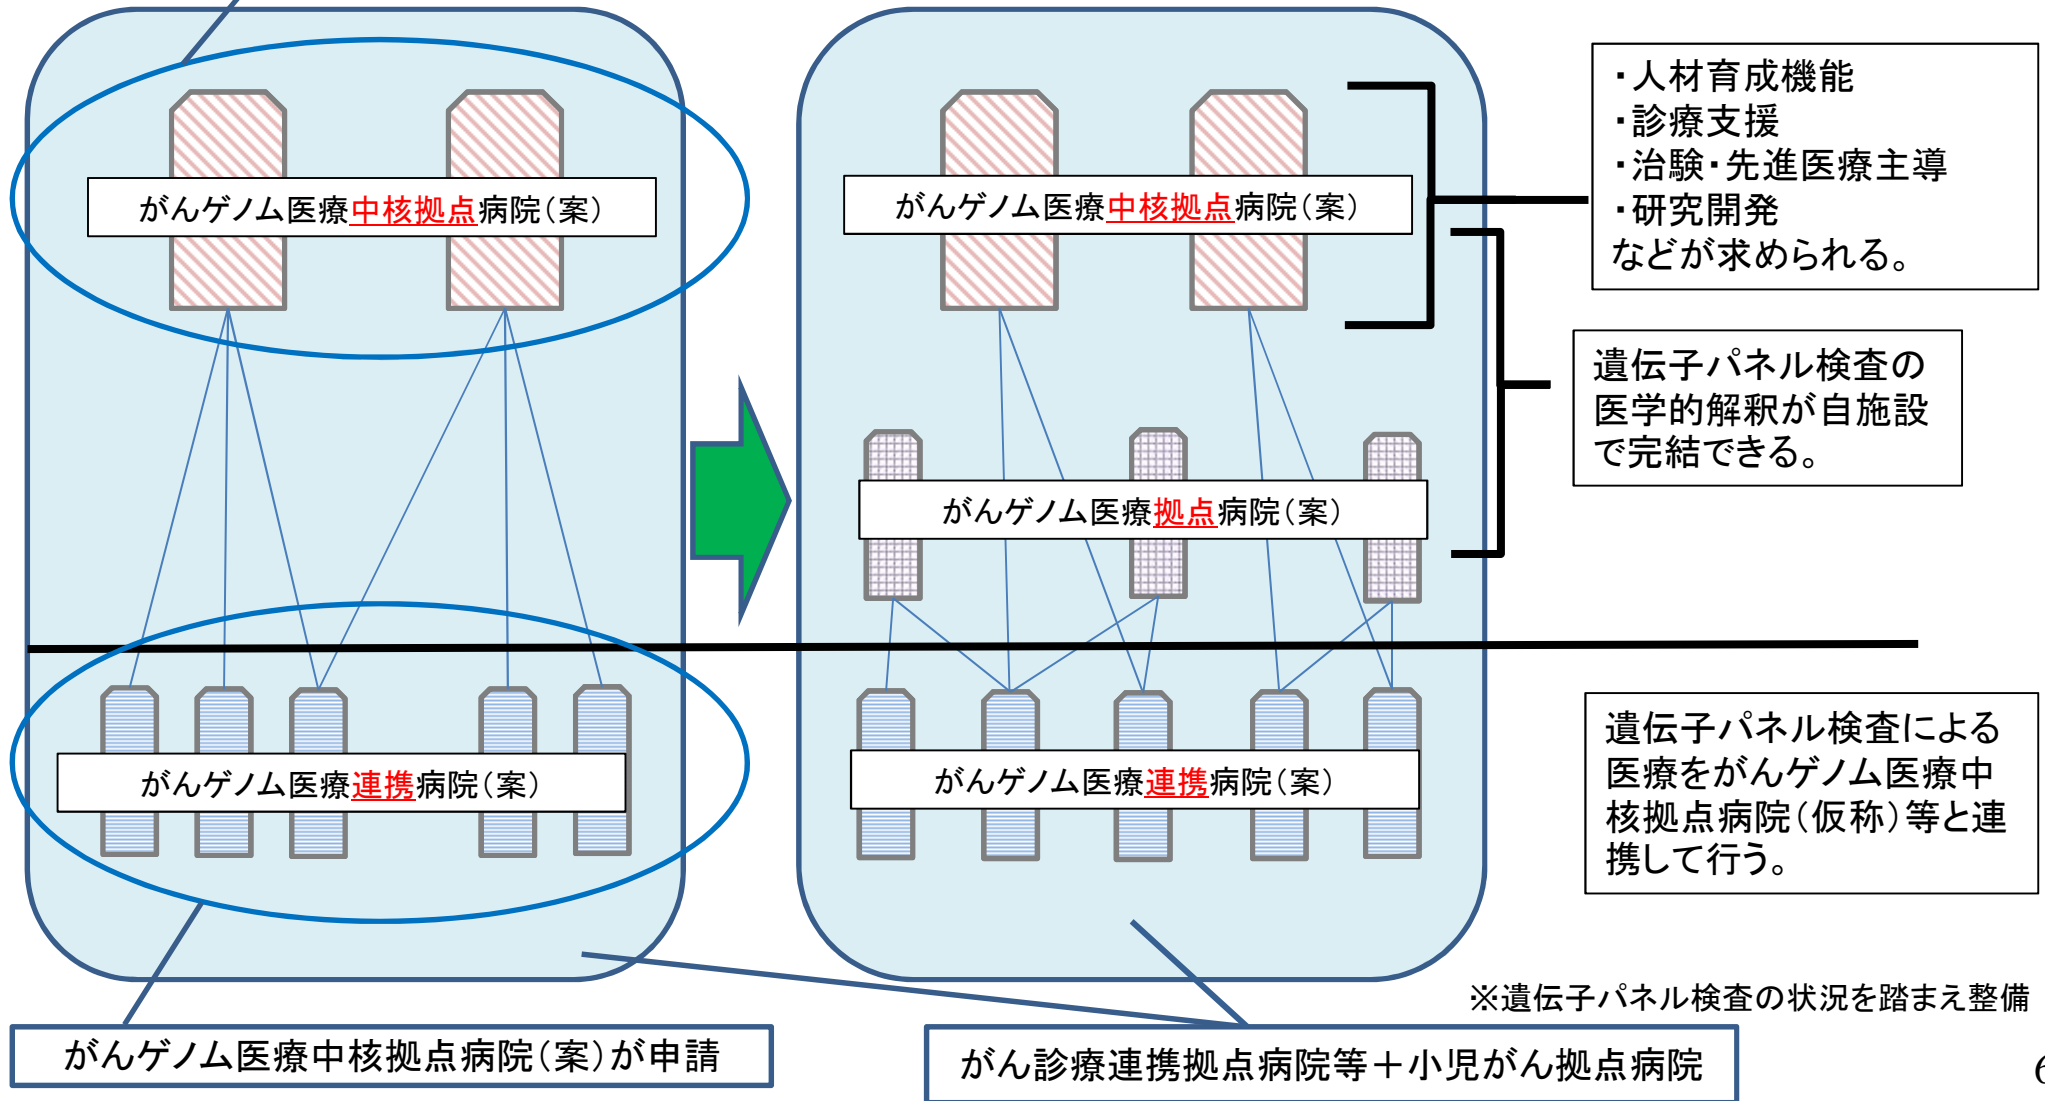 がんゲノム医療中核拠点病院（案）
がんゲノム医療連携病院（案）
がんゲノム医療中核拠点病院（案）
がんゲノム医療拠点病院（案）
がんゲノム医療連携病院（案）
・人材育成機能
・診療支援
・治験・先進医療主導
・研究開発
などが求められる。
遺伝子パネル検査の
医学的解釈が自施設
で完結できる。
遺伝子パネル検査による
医療をがんゲノム医療中
核拠点病院（仮称）等と連
携して行う。
※遺伝子パネル検査の状況を踏まえ整備
がんゲノム医療中核拠点病院（案）が申請
がん診療連携拠点病院等＋小児がん拠点病院
6